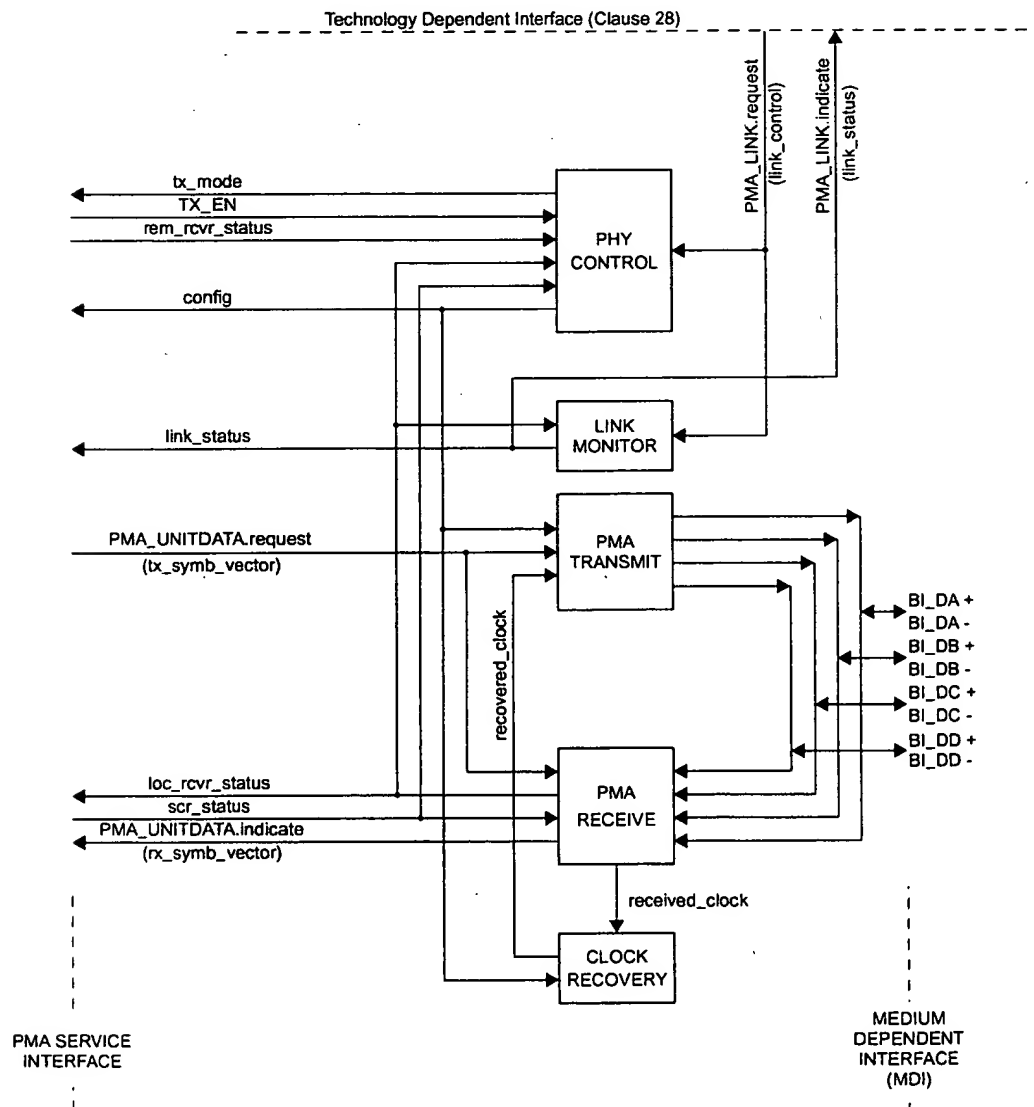 Technology Dependent Interface (Clause 28)
PMA_LINK.request
(link_control)
PMA_LINK.indicate
(link_status)
tx_mode
TX_EN
rem_rcvr_status
PHY
CONTROL
config
LINK
MONITOR
link_status
PMA_UNITDATA.request
(tx_symb_vector)
PMA
TRANSMIT
recovered_clock
BI_DA +
BI_DA -
BI_DB +
BI_DB -
BI_DC +
BI_DC -
BI_DD +
BI_DD -
loc_rcvr_status
scr_status
PMA_UNITDATA.indicate
(rx_symb_vector)
PMA
RECEIVE
received_clock
CLOCK
RECOVERY
PMA SERVICE
INTERFACE
MEDIUM
DEPENDENT
INTERFACE
(MDI)